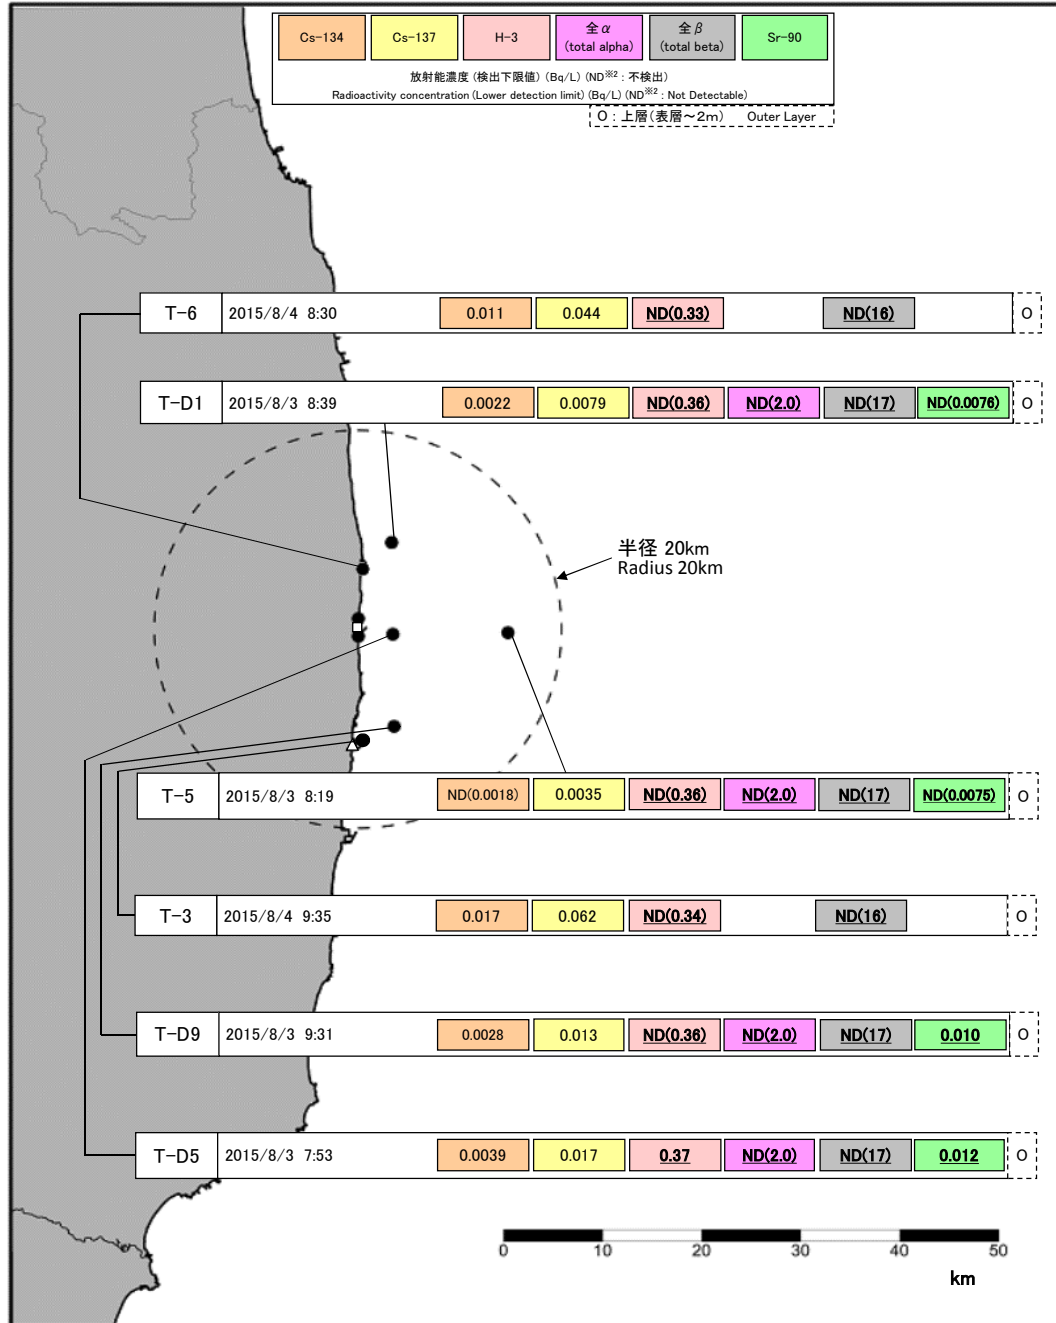 Cs-134 Cs-137 H-3 全α 全β Sr-90
(total alpha) (total beta)
放射能濃度 (検出下限値) (Bq/L) (ND※2 : 不検出)
Radioactivity concentration (Lower detection limit) (Bq/L) (ND※2 : Not Detectable)
O : 上層(表層～2m) Outer Layer
T-6 2015/8/4 8:30 0.011 0.044 ND(0.33) ND(16) O
T-D1 2015/8/3 8:39 0.0022 0.0079 ND(0.36) ND(2.0) ND(17) ND(0.0076) O
半径 20km
Radius 20km
T-5 2015/8/3 8:19 ND(0.0018) 0.0035 ND(0.36) ND(2.0) ND(17) ND(0.0075) O
T-3 2015/8/4 9:35 0.017 0.062 ND(0.34) ND(16) O
T-D9 2015/8/3 9:31 0.0028 0.013 ND(0.36) ND(2.0) ND(17) 0.010 O
T-D5 2015/8/3 7:53 0.0039 0.017 0.37 ND(2.0) ND(17) 0.012 O
0 10 20 30 40 50
km